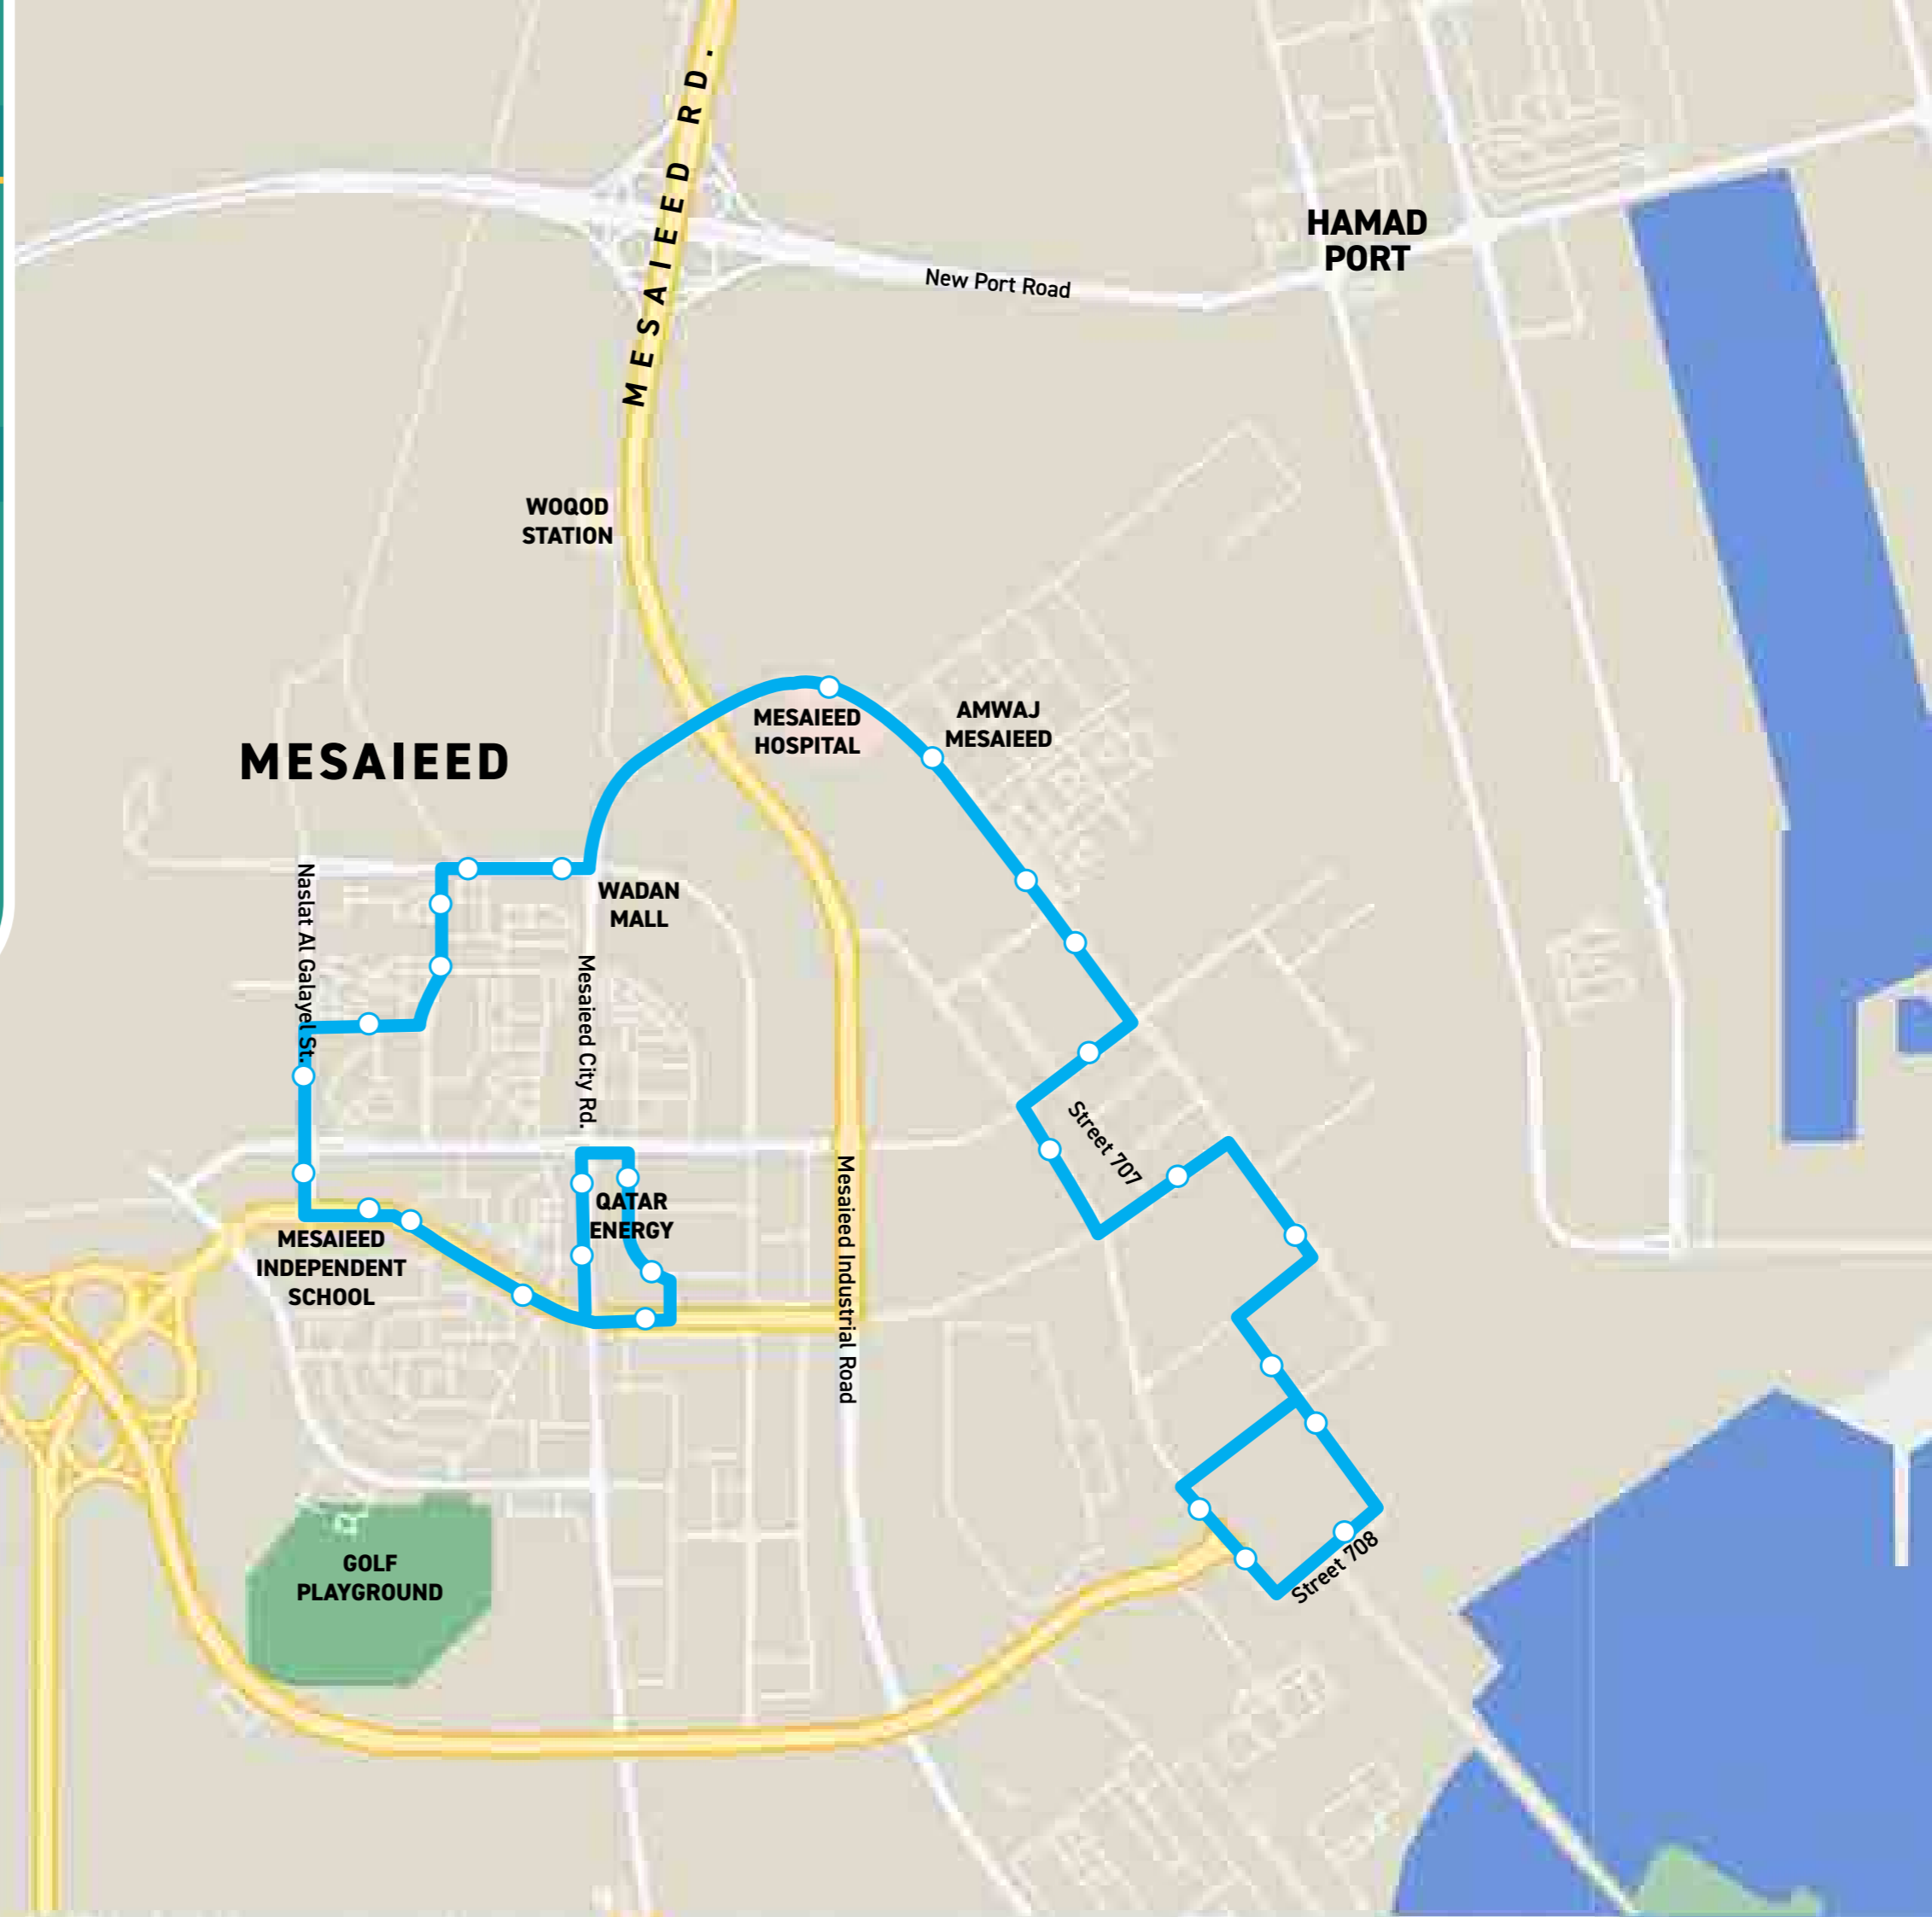 MESAIEED RD.
HAMAD
PORT
New Port Road
WOQOD
STATION
MESAIEED
HOSPITAL
AMWAJ
MESAIEED
MESAIEED
WADAN
MALL
Naslat Al Galayel St.
Mesaieed City Rd.
Street 707
QATAR
ENERGY
Mesaieed Industrial Road
MESAIEED
INDEPENDENT
SCHOOL
GOLF
PLAYGROUND
Street 708